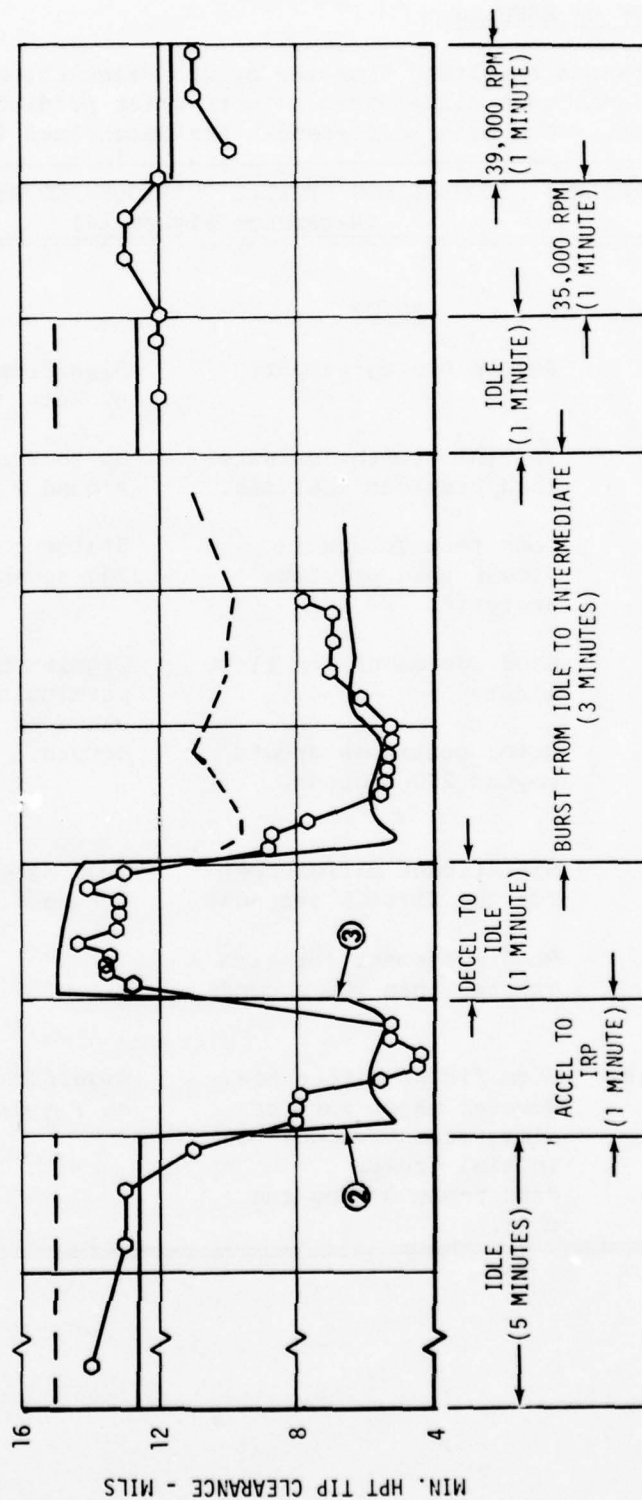 MIN. HPT TIP CLEARANCE - MILS
16
12
8
4
②
③
IDLE
(5 MINUTES)
ACCEL TO
IRP
(1 MINUTE)
DECEL TO
IDLE
(1 MINUTE)
BURST FROM IDLE TO INTERMEDIATE
(3 MINUTES)
IDLE
(1 MINUTE)
35,000 RPM
(1 MINUTE)
39,000 RPM
(1 MINUTE)